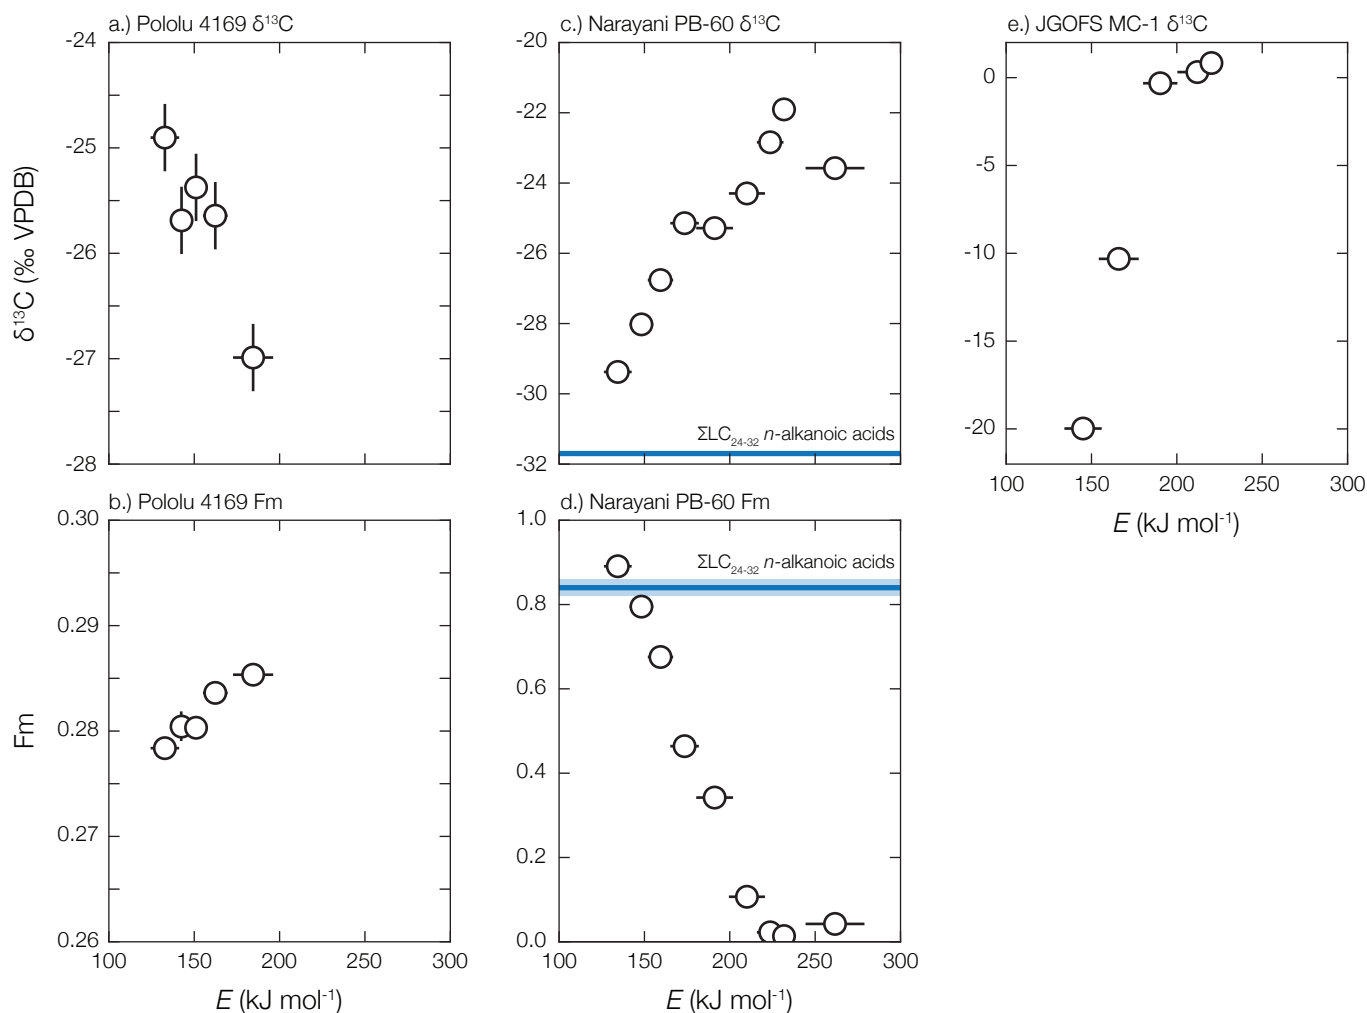 a.) Pololu 4169 δ¹³C
-24
-25
-26
-27
-28
δ¹³C (‰ VPDB)
b.) Pololu 4169 Fm
0.30
0.29
0.28
0.27
0.26
Fm
100 150 200 250 300
E (kJ mol⁻¹)
c.) Narayani PB-60 δ¹³C
-20
-22
-24
-26
-28
-30
-32
ΣLC₂₄₋₃₂ n-alkanoic acids
d.) Narayani PB-60 Fm
1.0
0.8
0.6
0.4
0.2
0.0
ΣLC₂₄₋₃₂ n-alkanoic acids
100 150 200 250 300
E (kJ mol⁻¹)
e.) JGOFS MC-1 δ¹³C
0
-5
-10
-15
-20
100 150 200 250 300
E (kJ mol⁻¹)